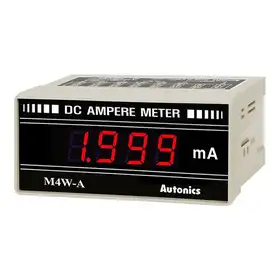 DC AMPERE METER
1.999 mA
M4W-A Autonics